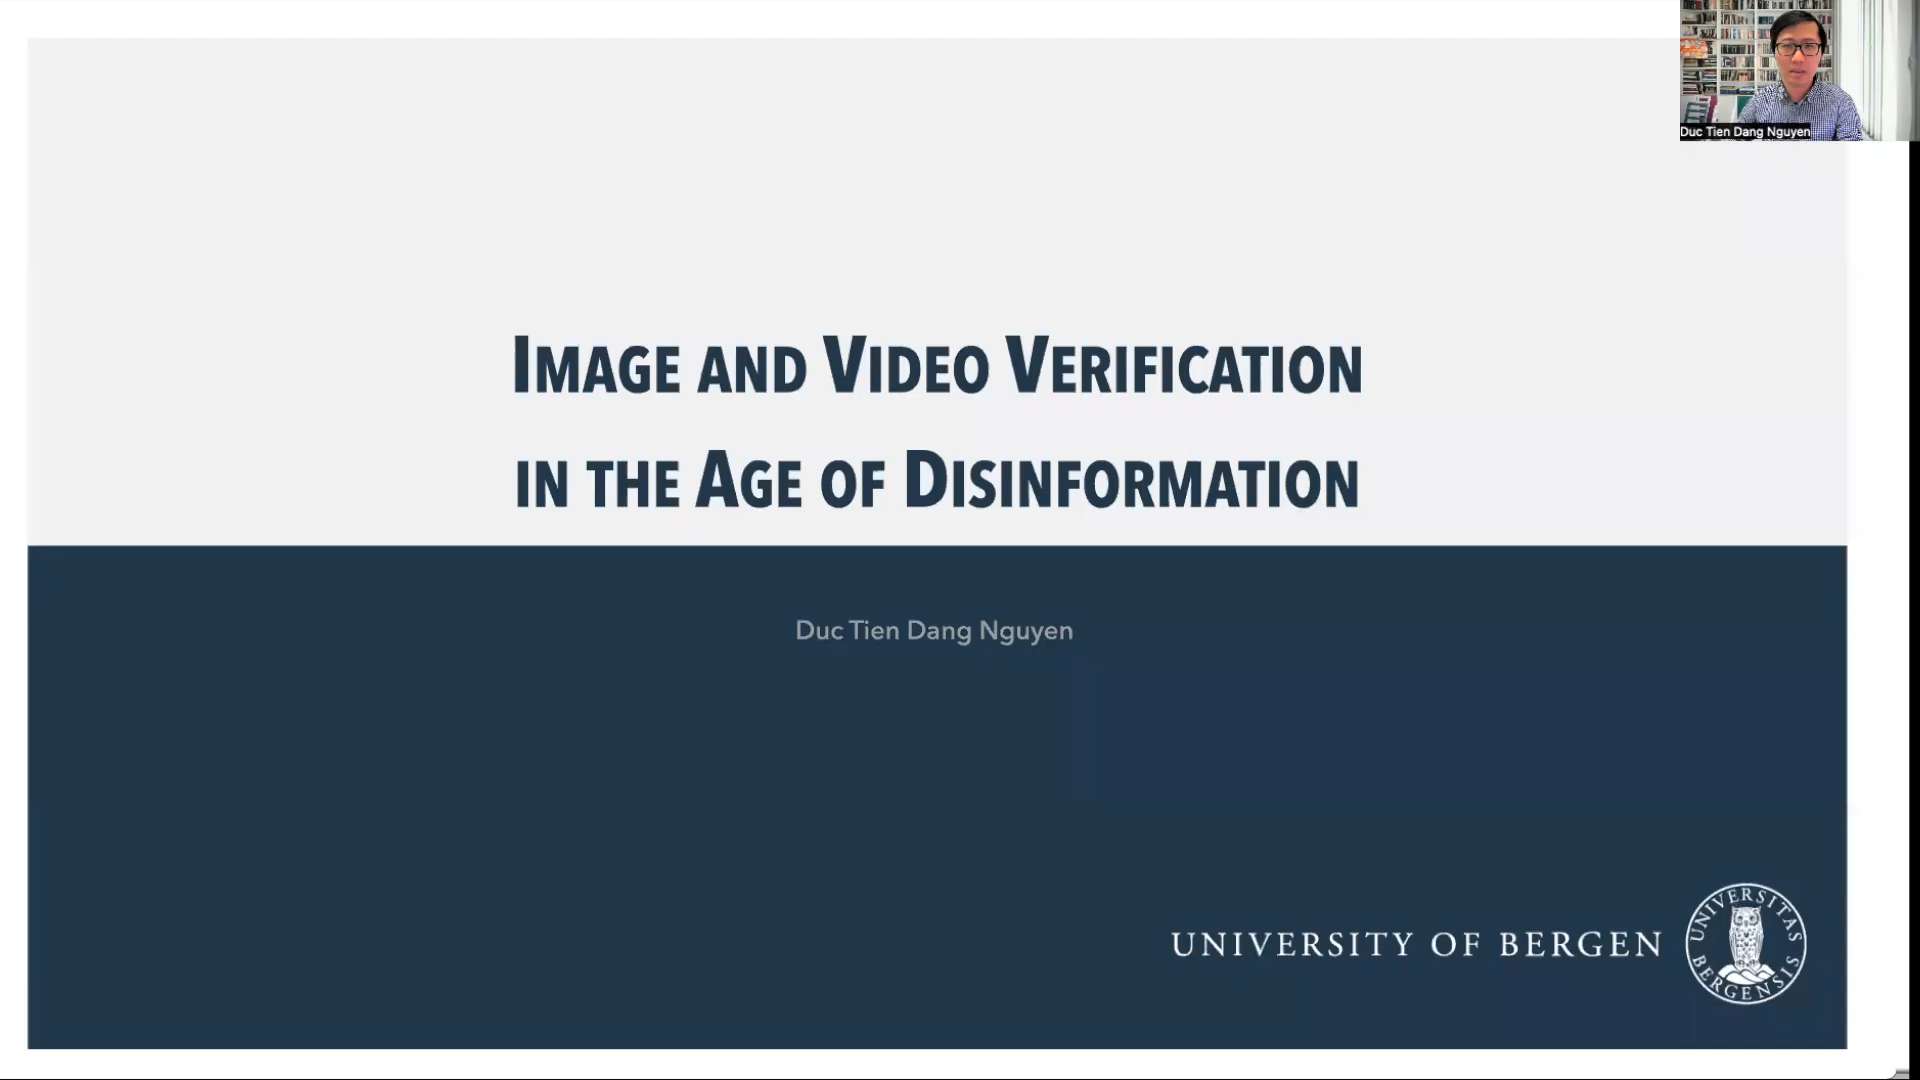 Duc Tien Dang Nguyen
IMAGE AND VIDEO VERIFICATION
IN THE AGE OF DISINFORMATION
Duc Tien Dang Nguyen
UNIVERSITY OF BERGEN
UNIVERSITAS
BERGENSIS